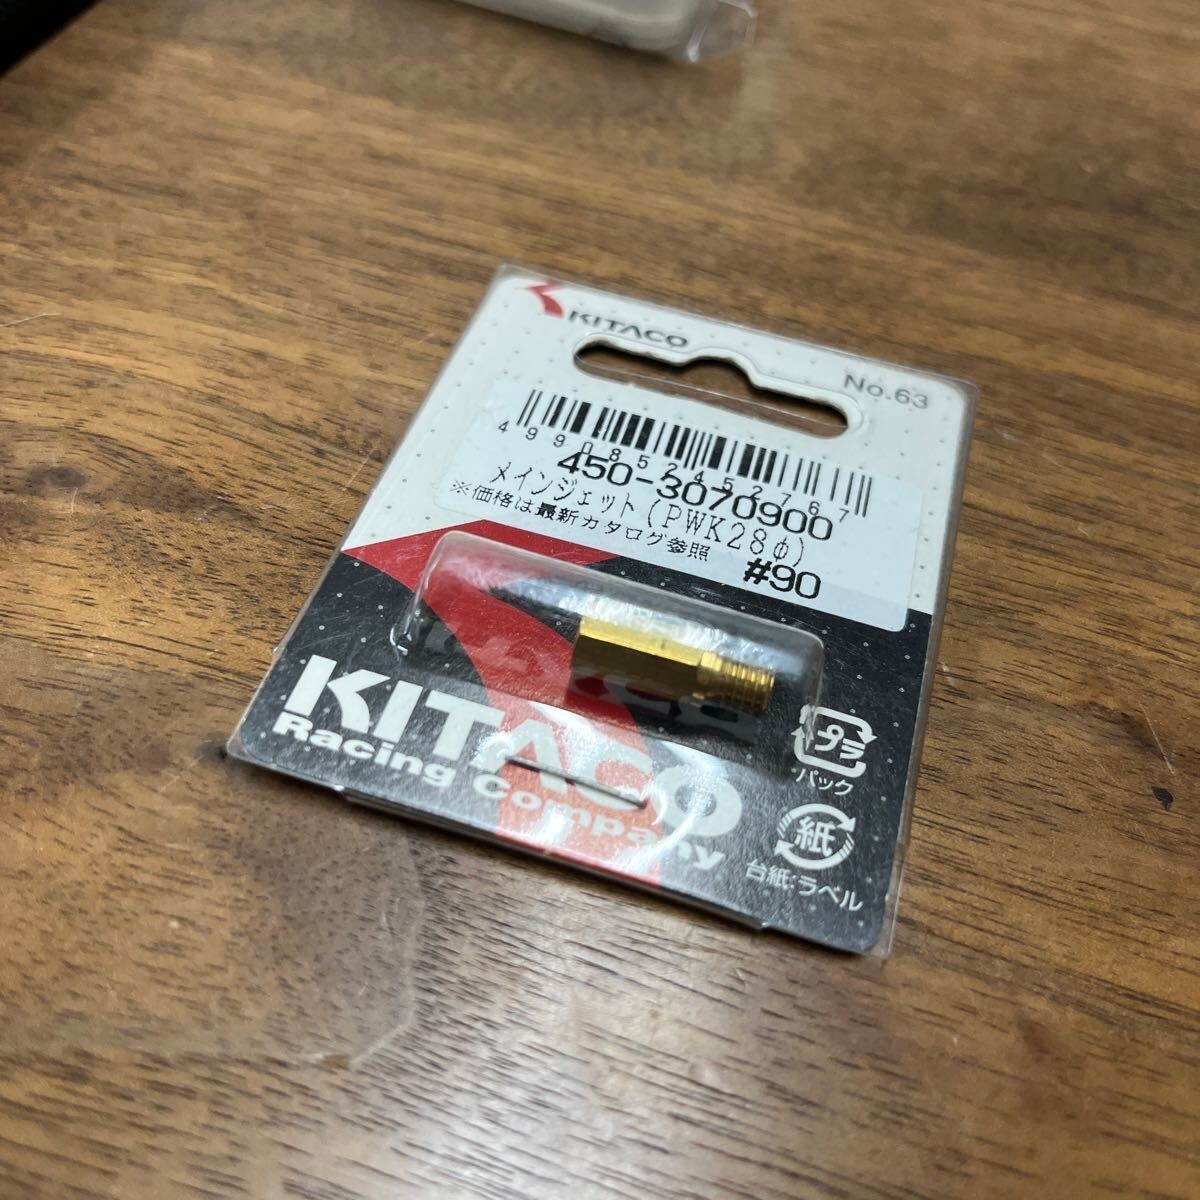 KITACO
No.63
4990852452767
450-3070900
メインジェット(PWK28φ)
※価格は最新カタログ参照
#90
KITACO
Racing Company
プラ
パック
紙
台紙:ラベル